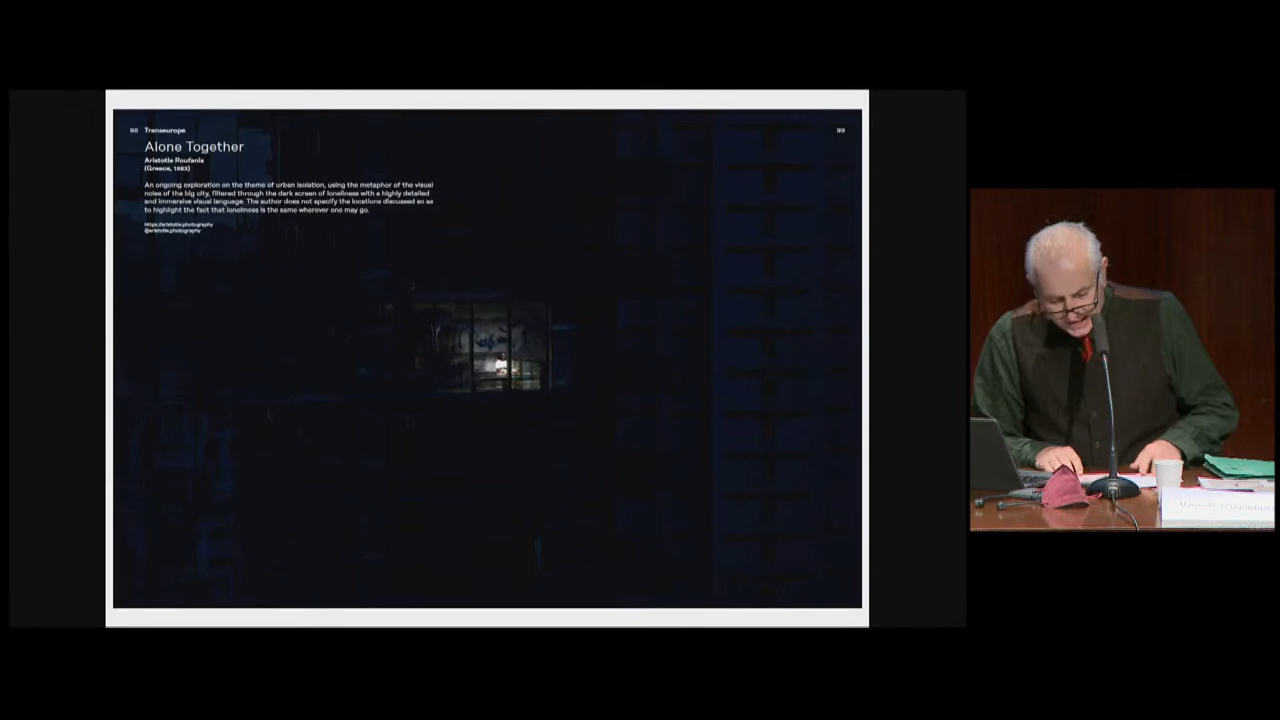 98 Transeurope
99
Alone Together
Aristotle Roufanis
(Greece, 1983)
An ongoing exploration on the theme of urban isolation, using the metaphor of the visual
noise of the big city, filtered through the dark screen of loneliness with a highly detailed
and immersive visual language. The author does not specify the locations discussed so as
to highlight the fact that loneliness is the same wherever one may go.
https://aristotle.photography
@aristotle.photography